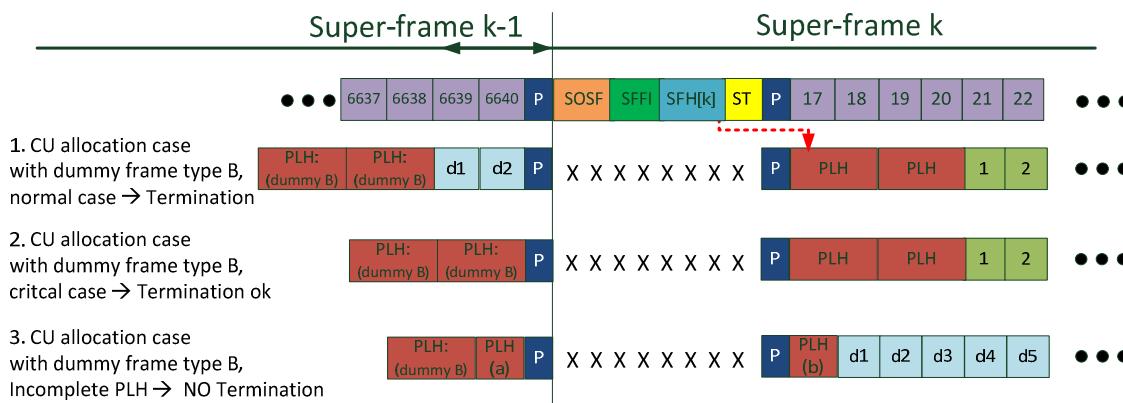 Super-frame k-1 Super-frame k
6637 6638 6639 6640 P SOSF SFFI SFH[k] ST P 17 18 19 20 21 22
1. CU allocation case
with dummy frame type B,
normal case → Termination
PLH: PLH: d1 d2 P X X X X X X X X P PLH PLH 1 2
(dummy B) (dummy B)
2. CU allocation case
with dummy frame type B,
critcal case → Termination ok
PLH: PLH: P X X X X X X X X P PLH PLH 1 2
(dummy B) (dummy B)
3. CU allocation case
with dummy frame type B,
Incomplete PLH → NO Termination
PLH: PLH P X X X X X X X X P PLH d1 d2 d3 d4 d5
(dummy B) (a) (b)